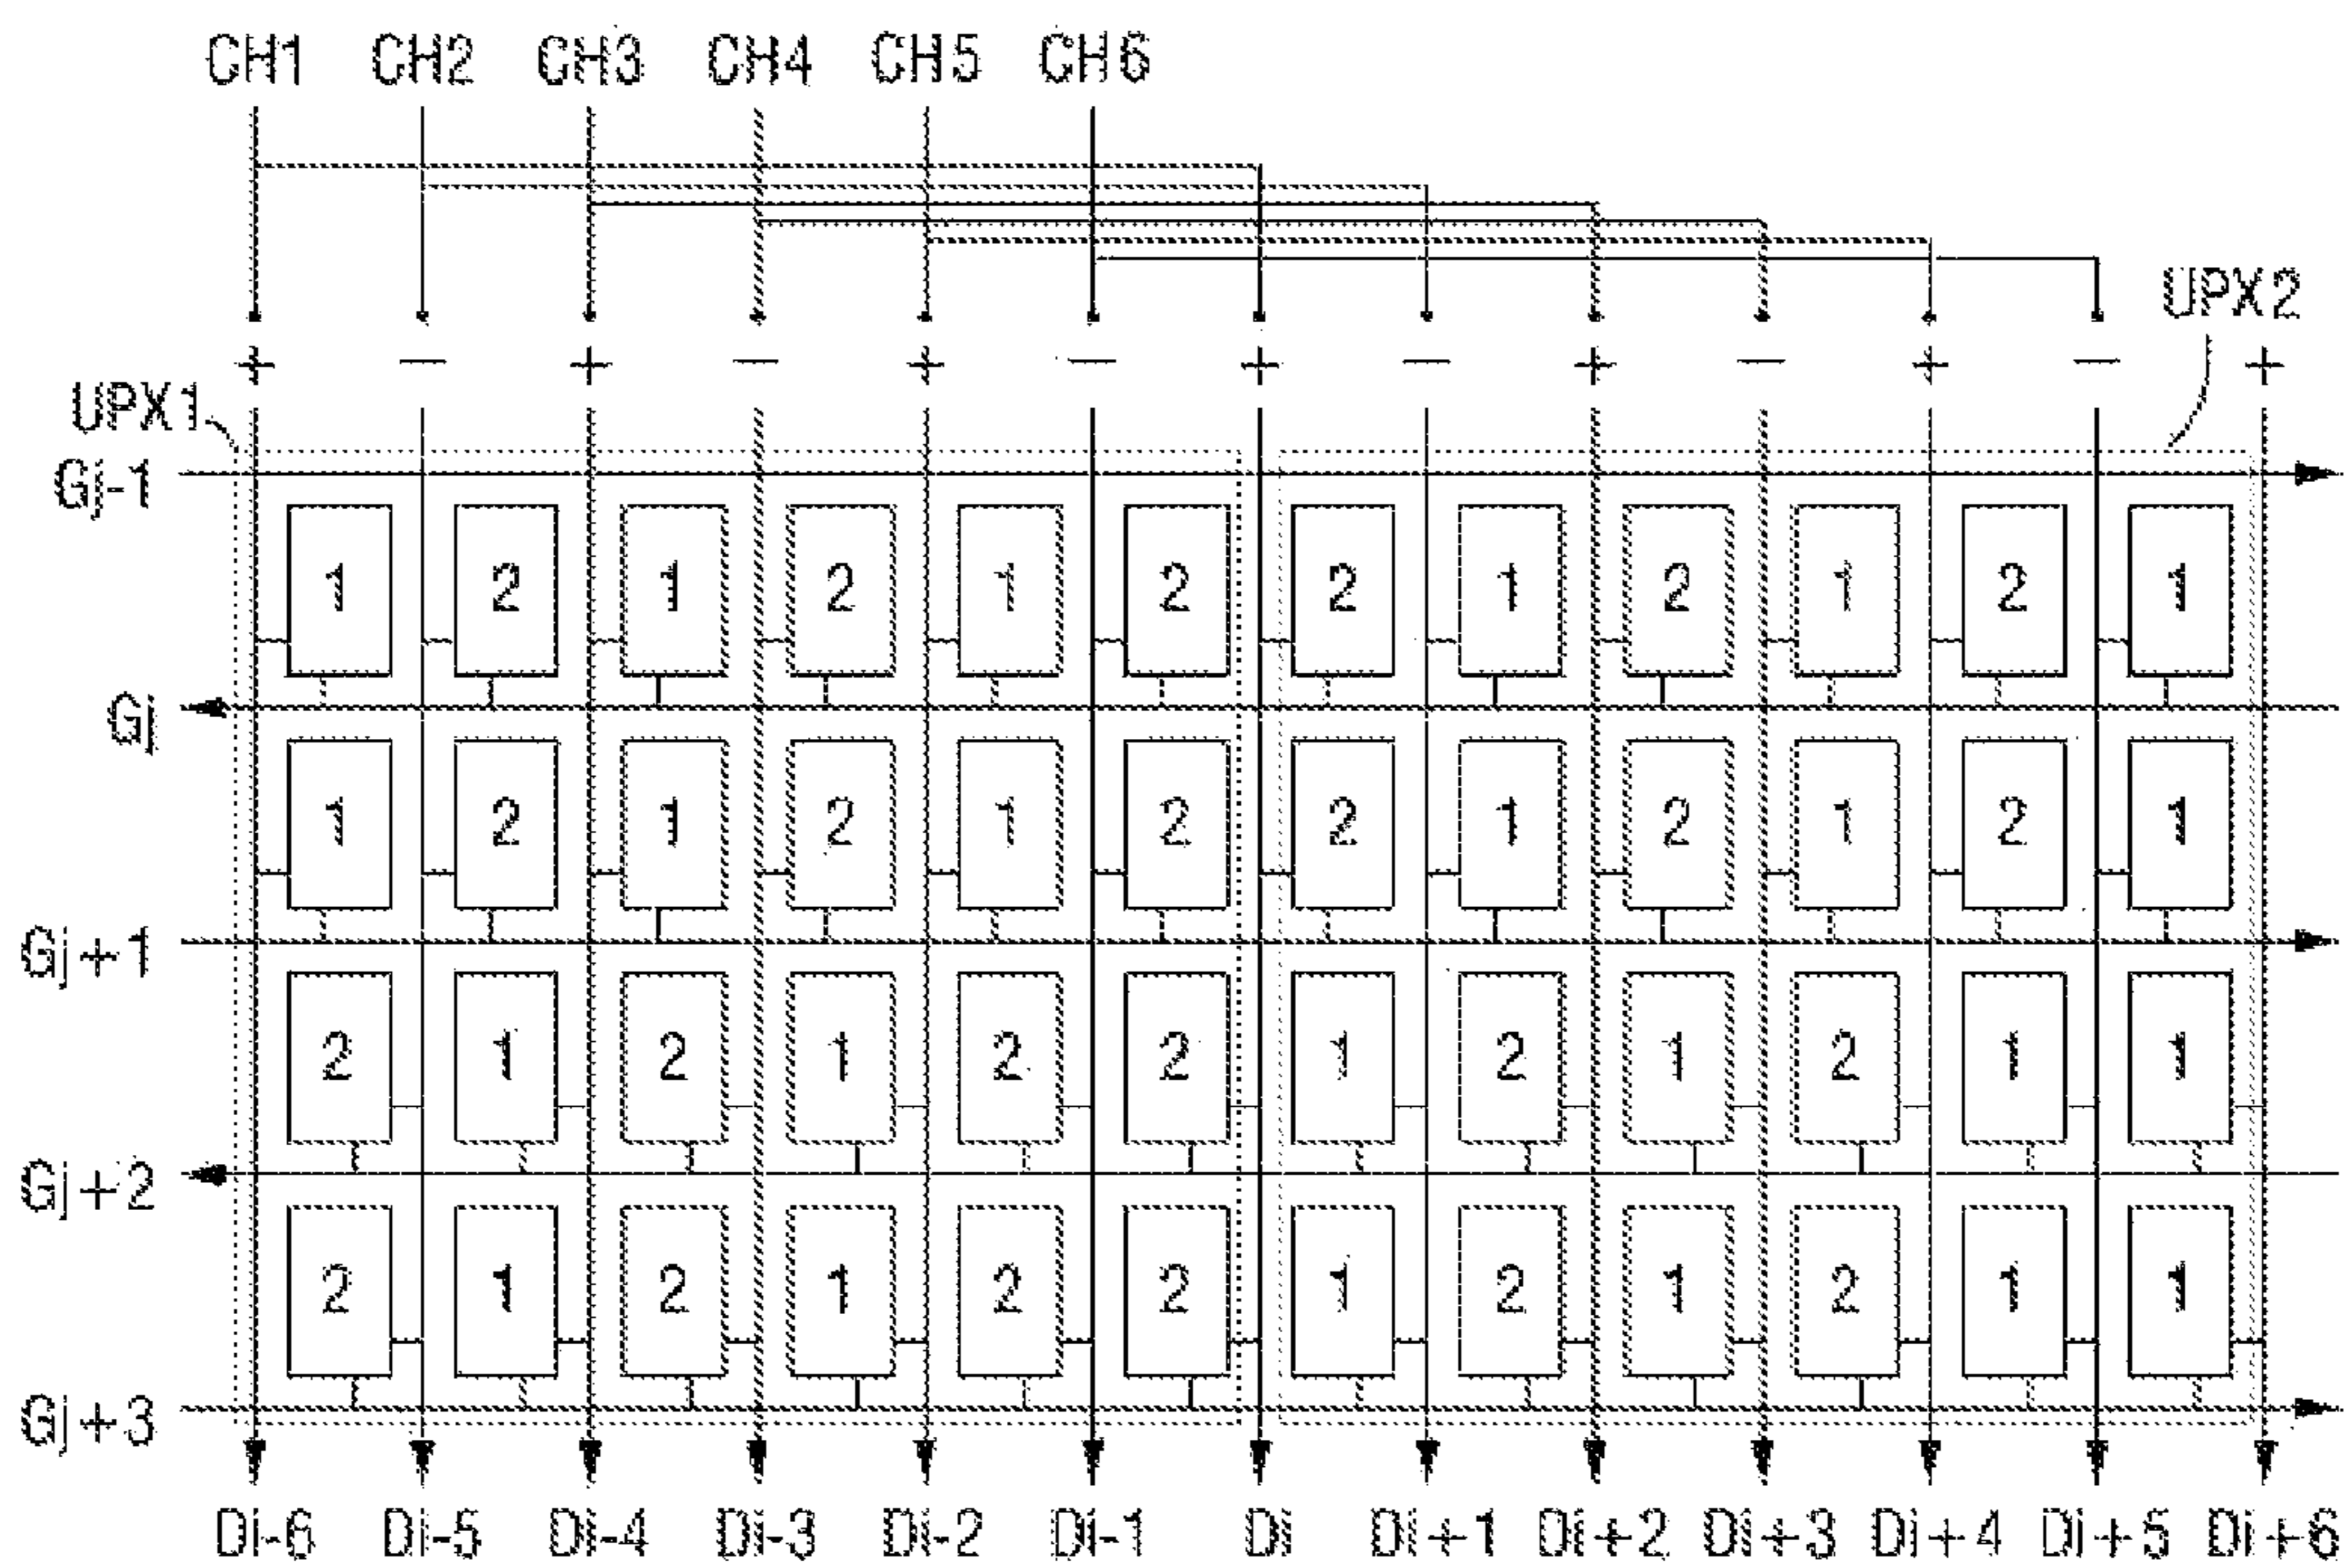 CH1 CH2 CH3 CH4 CH5 CH6
UPX2
+ − + − + − + − + − + − +
UPX1
Gj-1
1 2 1 2 1 2 2 1 2 1 2 1
Gj
1 2 1 2 1 2 2 1 2 1 2 1
Gj+1
2 1 2 1 2 2 1 2 1 2 1 1
Gj+2
2 1 2 1 2 2 1 2 1 2 1 1
Gj+3
Di-6 Di-5 Di-4 Di-3 Di-2 Di-1 Di Di+1 Di+2 Di+3 Di+4 Di+5 Di+6